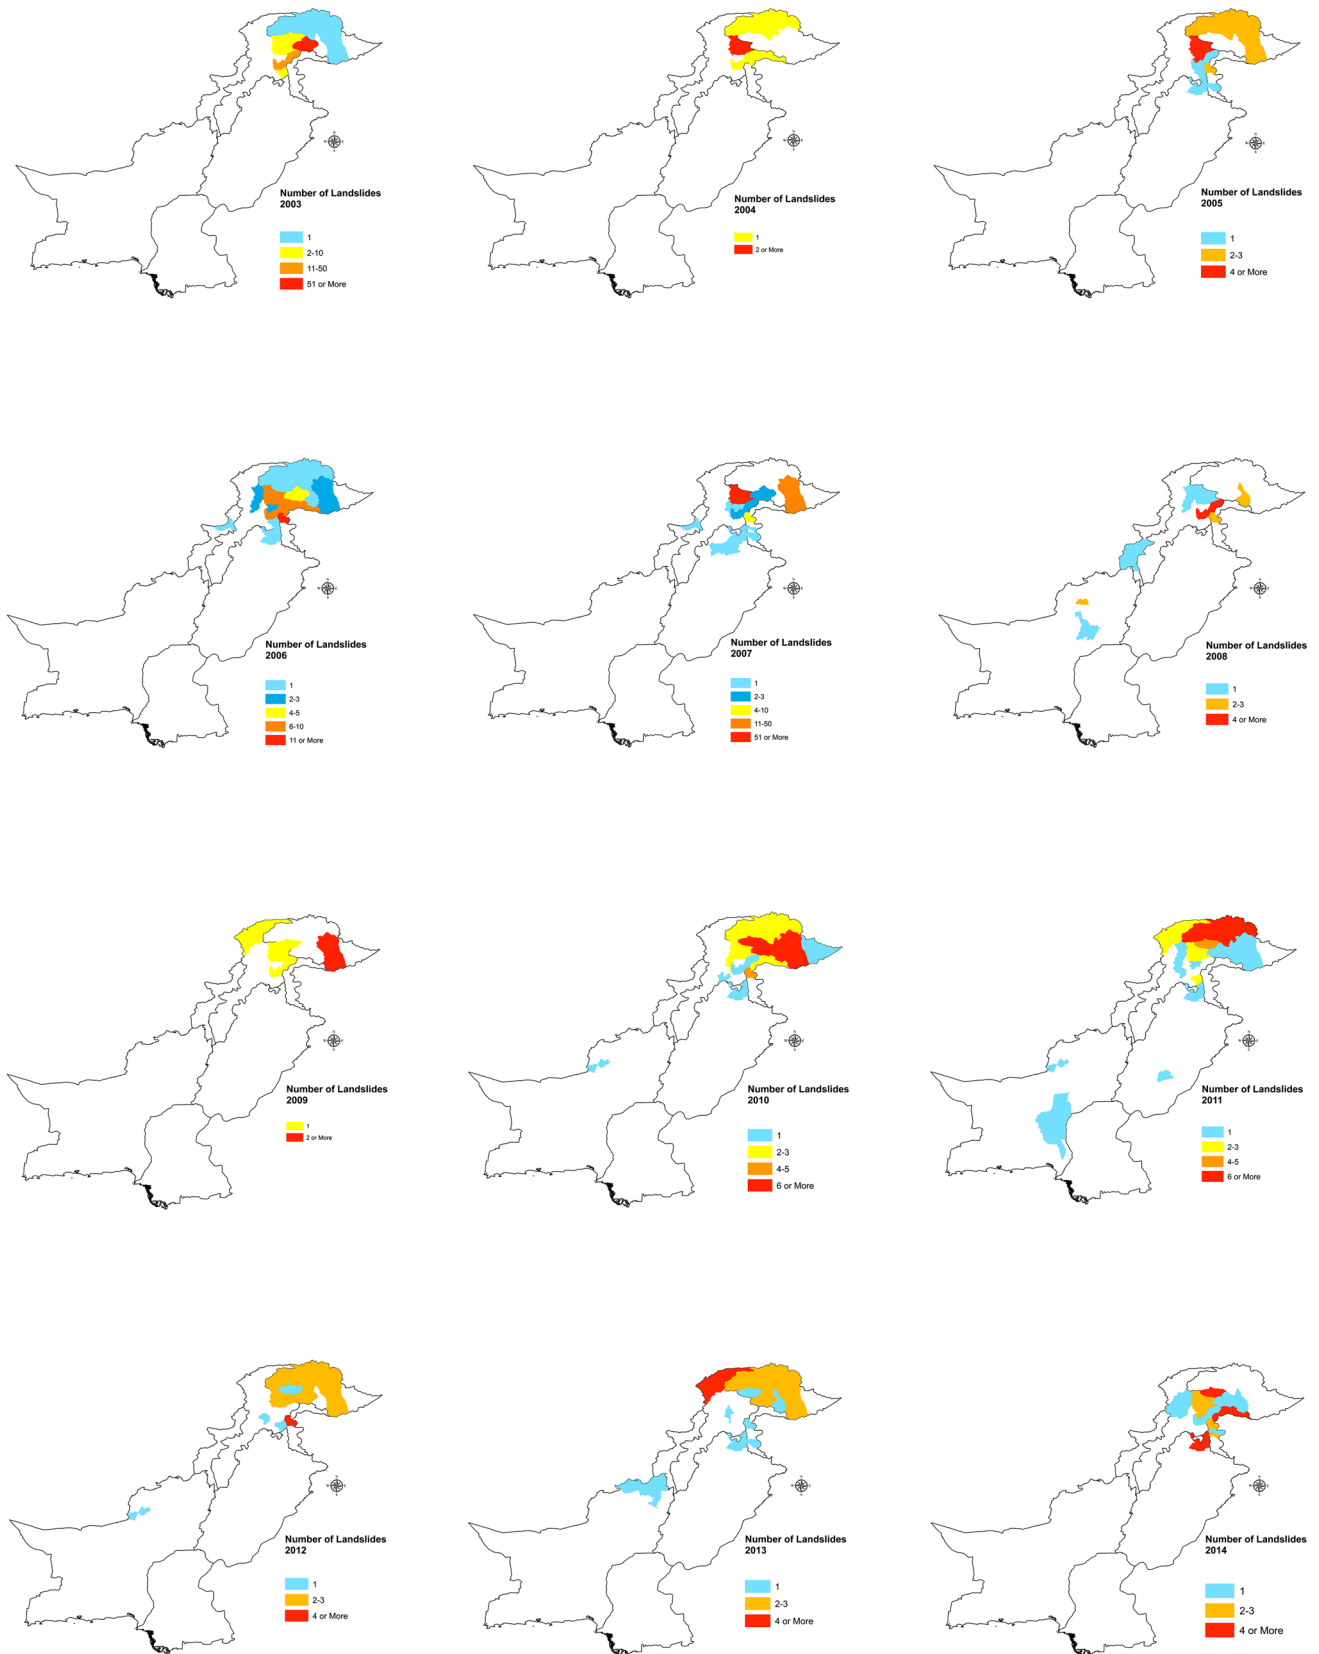 Number of Landslides
2003
1
2-10
11-50
51 or More
Number of Landslides
2004
1
2 or More
Number of Landslides
2005
1
2-3
4 or More
Number of Landslides
2006
1
2-3
4-5
6-10
11 or More
Number of Landslides
2007
1
2-3
4-10
11-50
51 or More
Number of Landslides
2008
1
2-3
4 or More
Number of Landslides
2009
1
2 or More
Number of Landslides
2010
1
2-3
4-5
6 or More
Number of Landslides
2011
1
2-3
4-5
6 or More
Number of Landslides
2012
1
2-3
4 or More
Number of Landslides
2013
1
2-3
4 or More
Number of Landslides
2014
1
2-3
4 or More